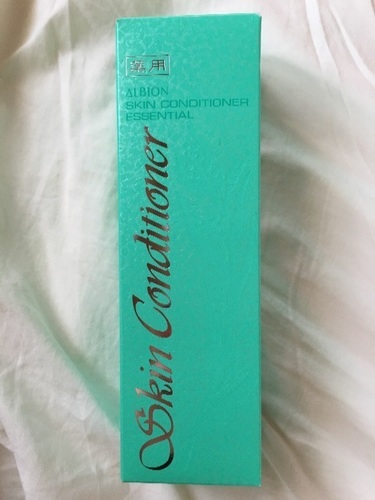 薬用
ALBION
SKIN CONDITIONER
ESSENTIAL
Skin Conditioner